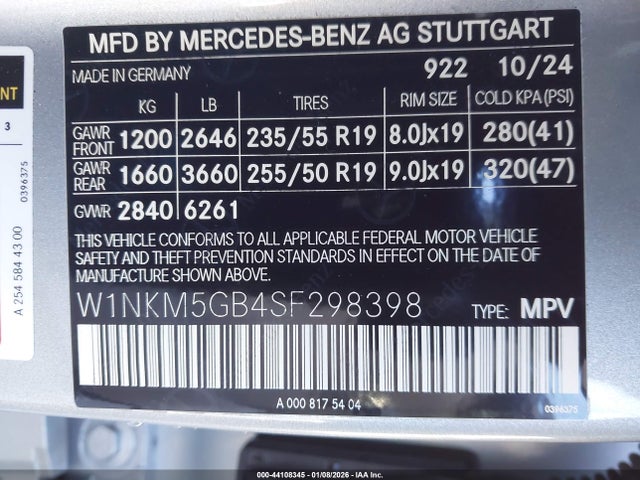 MFD BY MERCEDES-BENZ AG STUTTGART
MADE IN GERMANY 922 10/24
KG LB TIRES RIM SIZE COLD KPA(PSI)
GAWR FRONT 1200 2646 235/55 R19 8.0Jx19 280(41)
GAWR REAR 1660 3660 255/50 R19 9.0Jx19 320(47)
GVWR 2840 6261
THIS VEHICLE CONFORMS TO ALL APPLICABLE FEDERAL MOTOR VEHICLE
SAFETY AND THEFT PREVENTION STANDARDS IN EFFECT ON THE DATE OF
MANUFACTURE SHOWN ABOVE.
W1NKM5GB4SF298398 TYPE: MPV
A 000 817 54 04
0396375
NT
3
0396375
A 254 584 43 00
000-44108345 - 01/08/2026 - IAA Inc.